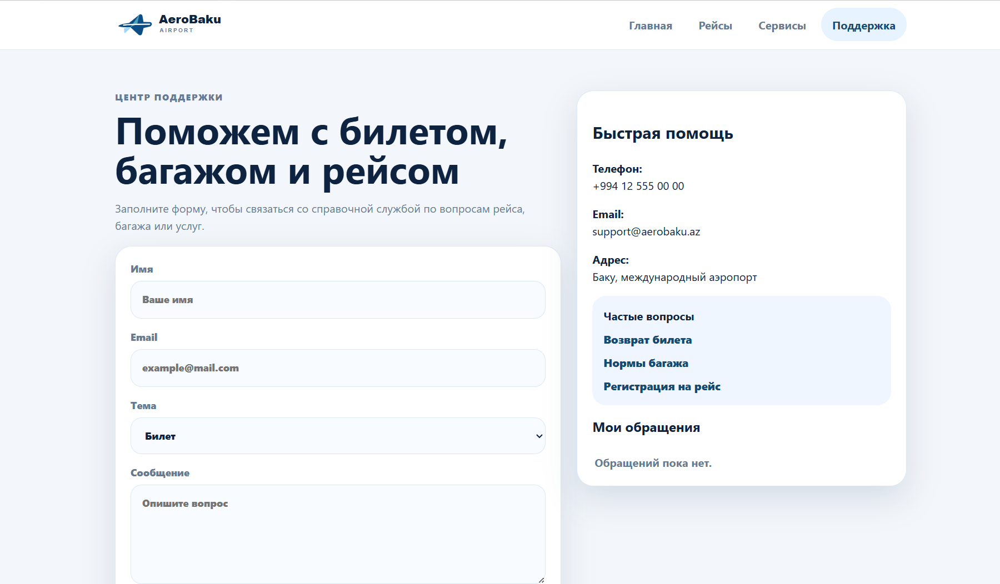 AeroBaku
AIRPORT
Главная
Рейсы
Сервисы
Поддержка
ЦЕНТР ПОДДЕРЖКИ
Поможем с билетом,
багажом и рейсом
Заполните форму, чтобы связаться со справочной службой по вопросам рейса,
багажа или услуг.
Имя
Ваше имя
Email
example@mail.com
Тема
Билет
Сообщение
Опишите вопрос
Быстрая помощь
Телефон:
+994 12 555 00 00
Email:
support@aerobaku.az
Адрес:
Баку, международный аэропорт
Частые вопросы
Возврат билета
Нормы багажа
Регистрация на рейс
Мои обращения
Обращений пока нет.